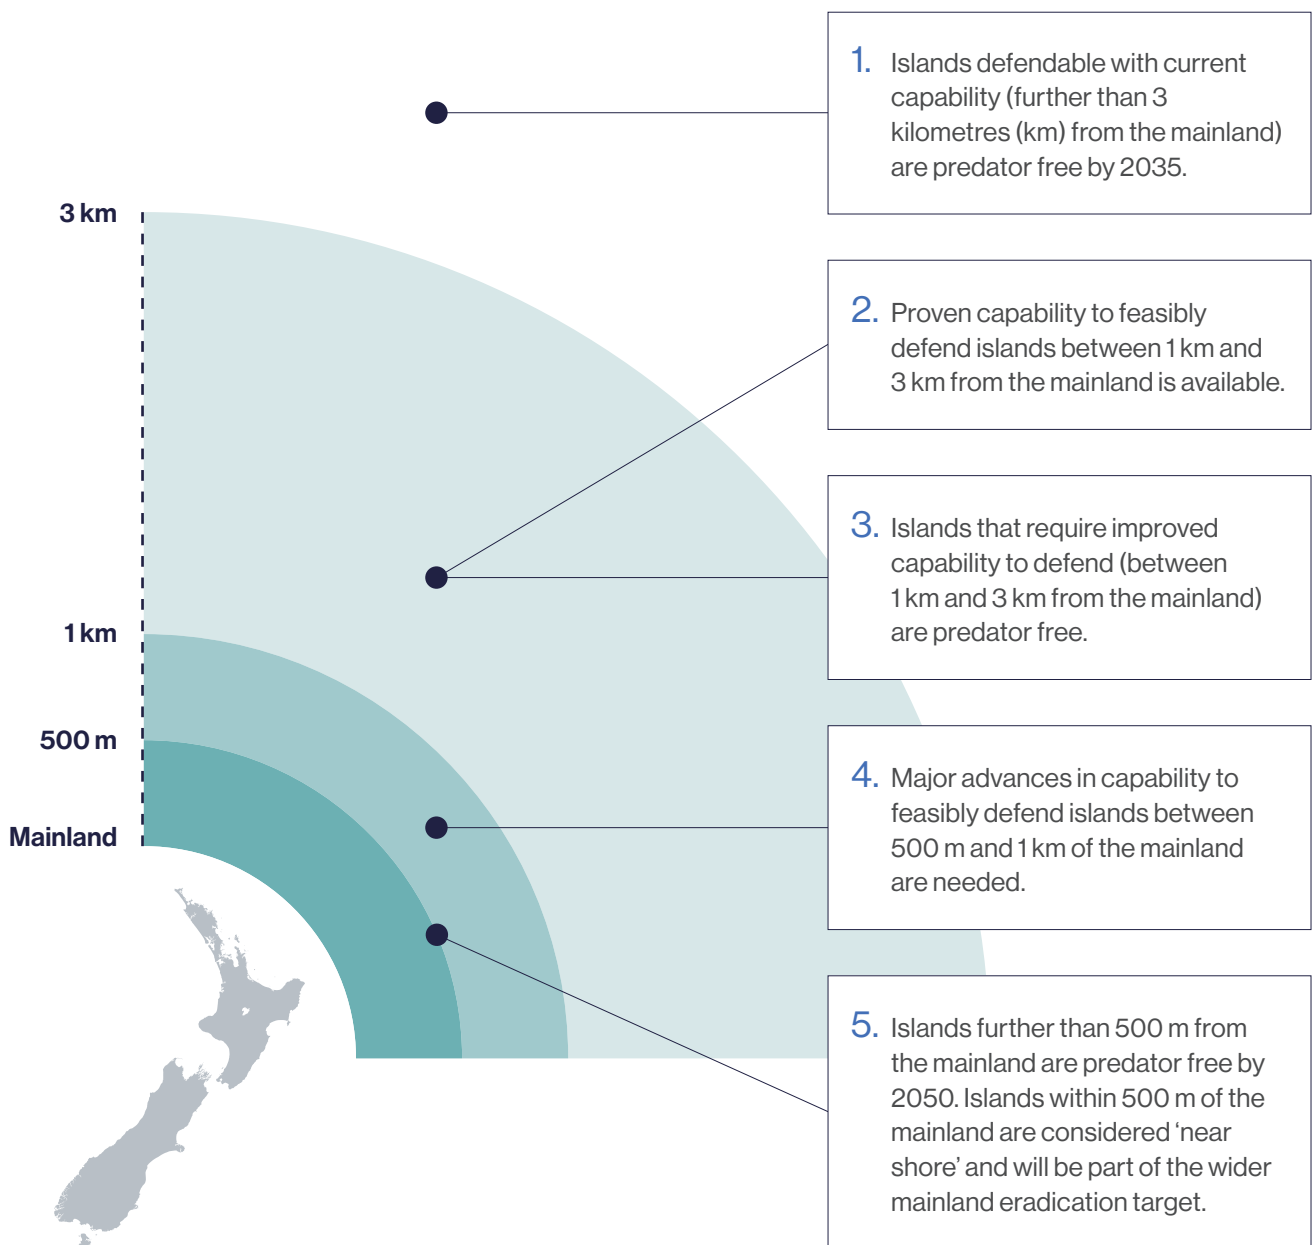 1. Islands defendable with current
capability (further than 3
kilometres (km) from the mainland)
are predator free by 2035.
3 km
2. Proven capability to feasibly
defend islands between 1 km and
3 km from the mainland is available.
3. Islands that require improved
capability to defend (between
1 km and 3 km from the mainland)
are predator free.
1 km
500 m
4. Major advances in capability to
feasibly defend islands between
500 m and 1 km of the mainland
are needed.
Mainland
5. Islands further than 500 m from
the mainland are predator free by
2050. Islands within 500 m of the
mainland are considered ‘near
shore’ and will be part of the wider
mainland eradication target.